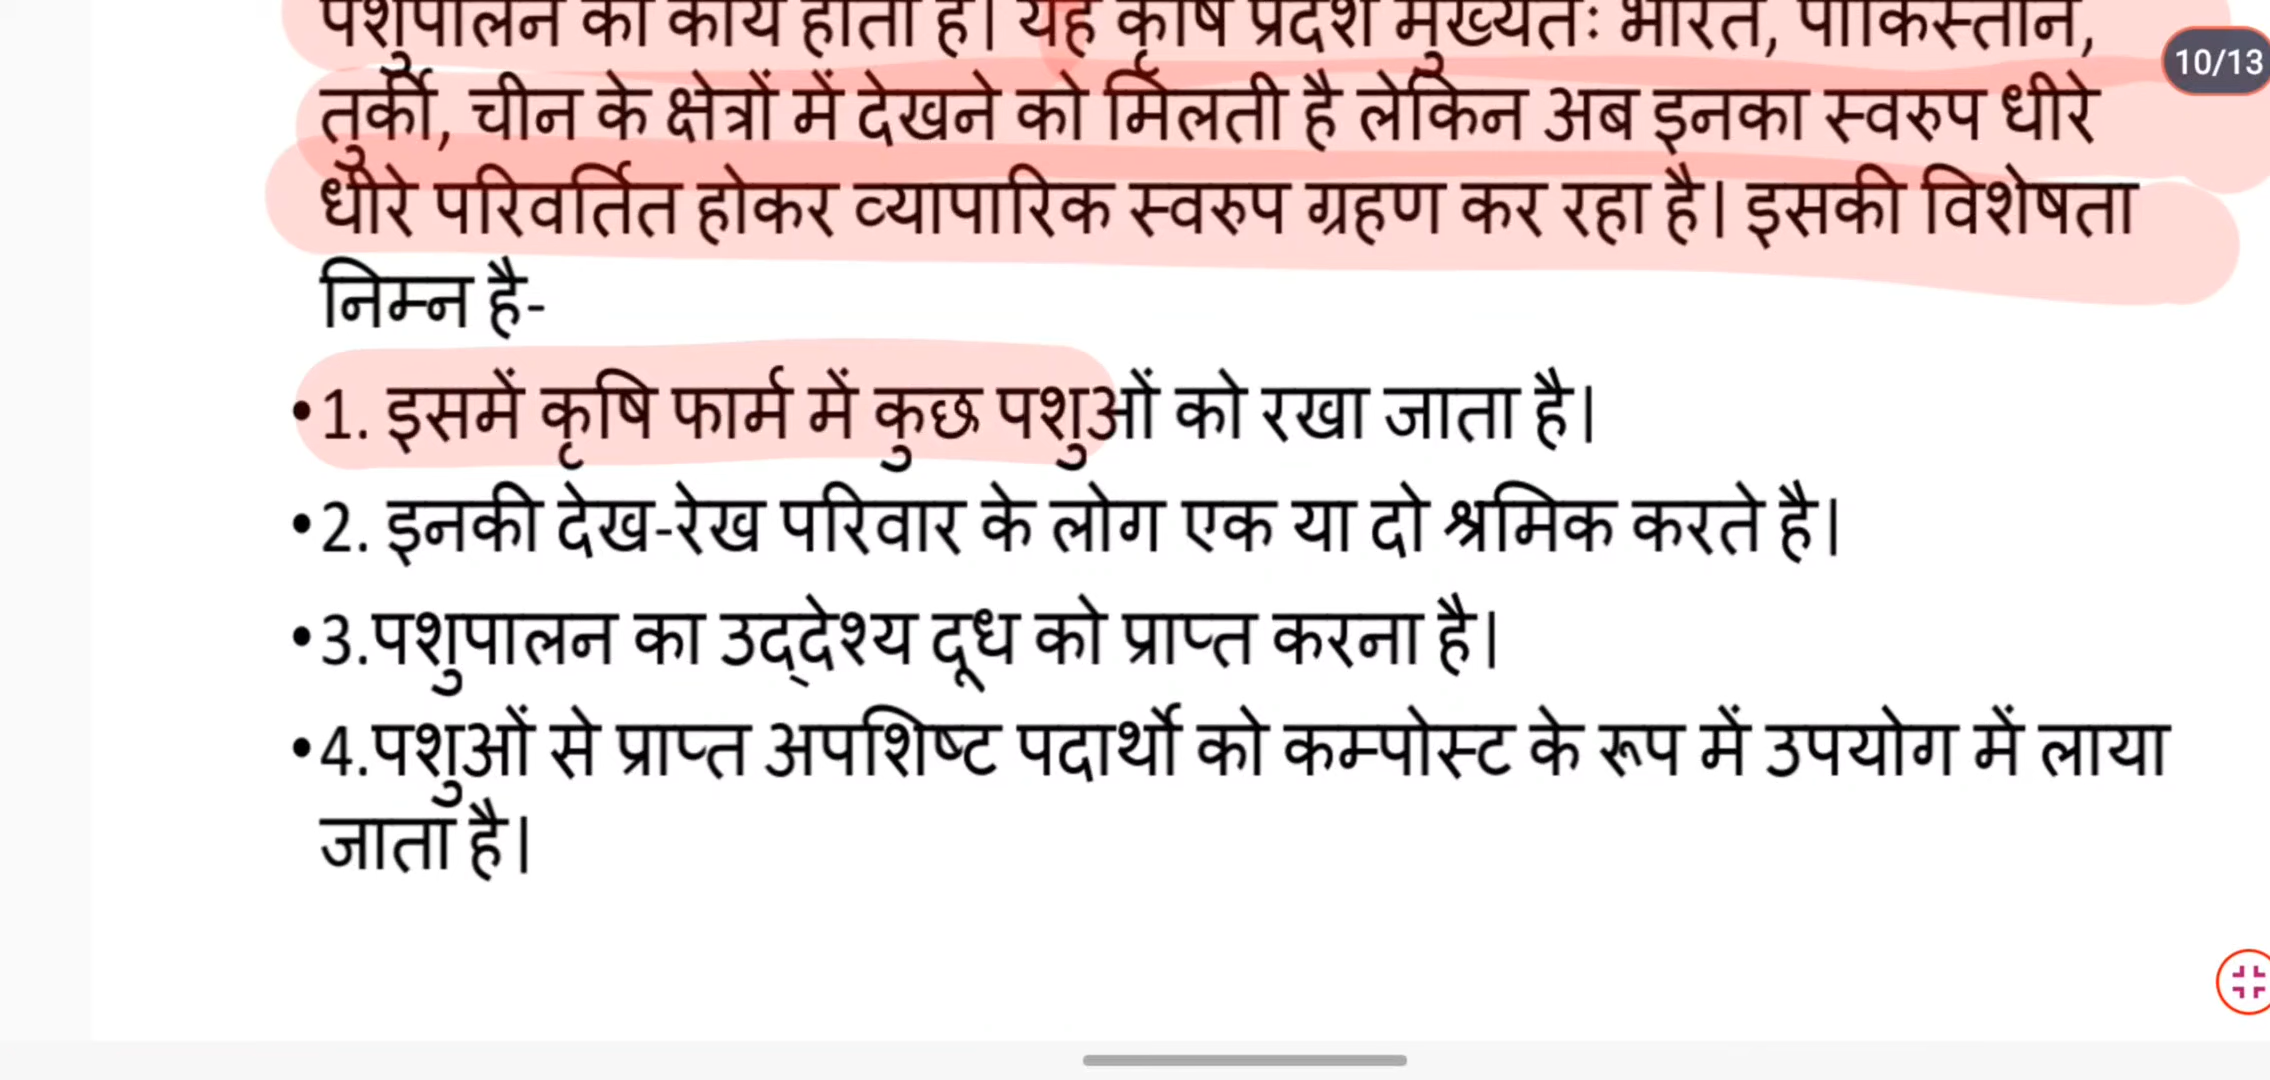 पशुपालन का कार्य होता है। यह कृषि प्रदेश मुख्यतः भारत, पाकिस्तान,
10/13
तुर्की, चीन के क्षेत्रों में देखने को मिलती है लेकिन अब इनका स्वरुप धीरे
धीरे परिवर्तित होकर व्यापारिक स्वरुप ग्रहण कर रहा है। इसकी विशेषता
निम्न है-
•1. इसमें कृषि फार्म में कुछ पशुओं को रखा जाता है।
•2. इनकी देख-रेख परिवार के लोग एक या दो श्रमिक करते है।
•3.पशुपालन का उद्देश्य दूध को प्राप्त करना है।
•4.पशुओं से प्राप्त अपशिष्ट पदार्थो को कम्पोस्ट के रूप में उपयोग में लाया
जाता है।